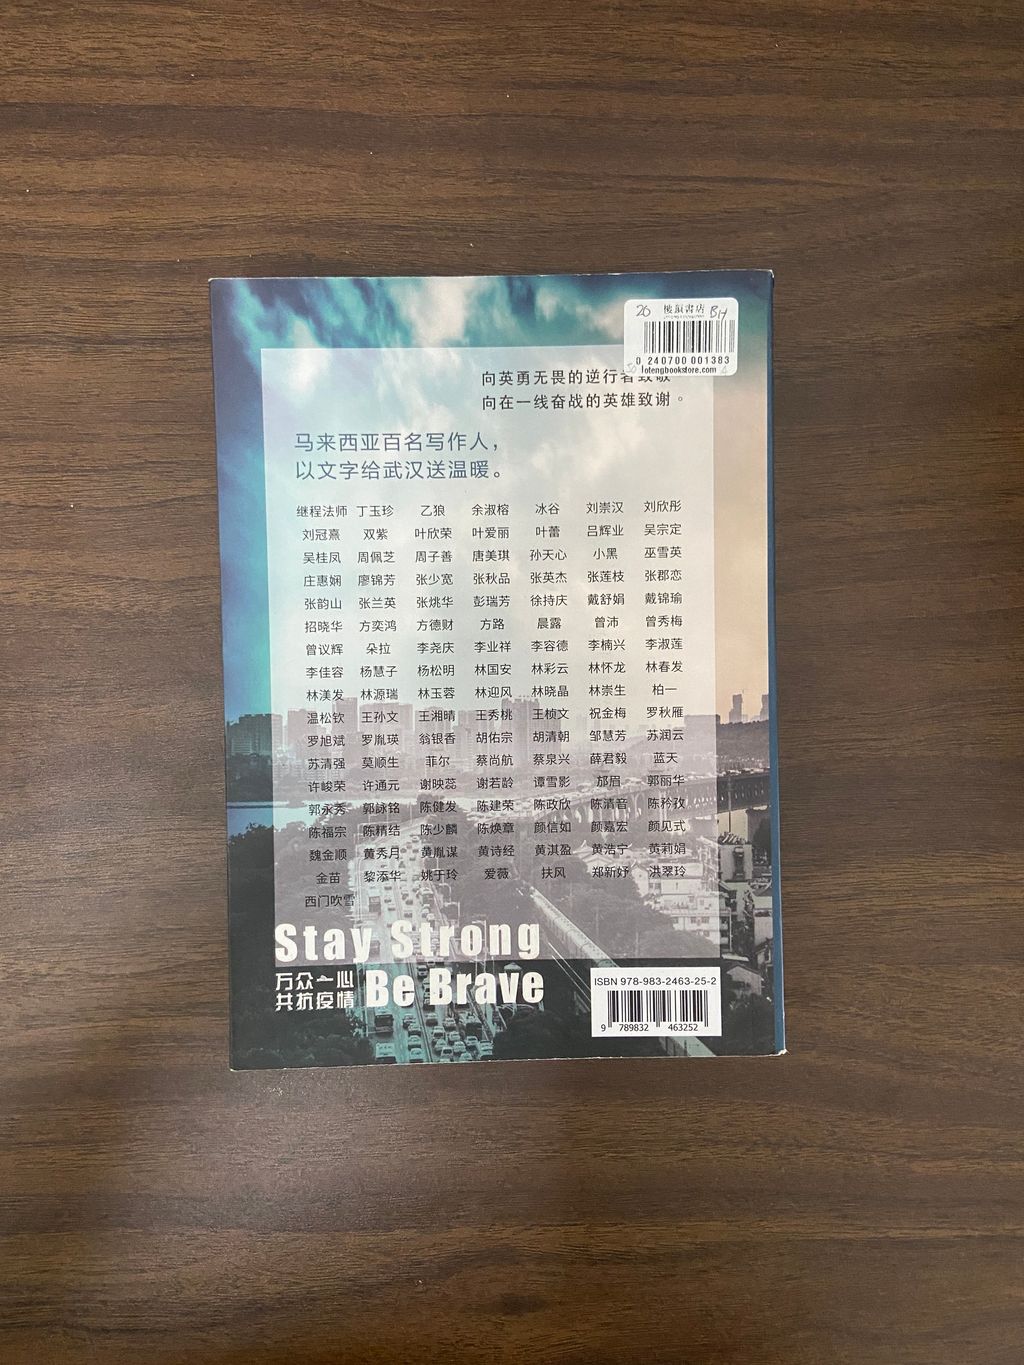 20 楼演書店 BH
0 240700 001383
lotengbookstore.com
向英勇无畏的逆行者致敬
向在一线奋战的英雄致谢。
马来西亚百名写作人，
以文字给武汉送温暖。
继程法师 丁玉珍 乙狼 余淑榕 冰谷 刘崇汉 刘欣彤
刘冠熹 双紫 叶欣荣 叶爱丽 叶蕾 吕辉业 吴宗定
吴桂凤 周佩芝 周子善 唐美琪 孙天心 小黑 巫雪英
庄惠娴 廖锦芳 张少宽 张秋品 张英杰 张莲枝 张郡恋
张韵山 张兰英 张姚华 彭瑞芳 徐持庆 戴舒娟 戴锦瑜
招晓华 方奕鸿 方德财 方路 晨露 曾沛 曾秀梅
曾议辉 朵拉 李尧庆 李业祥 李容德 李楠兴 李淑莲
李佳容 杨慧子 杨松明 林国安 林彩云 林怀龙 林春发
林渼发 林源瑞 林玉蓉 林迎风 林晓晶 林崇生 柏一
温松钦 王孙文 王湘晴 王秀桃 王桢文 祝金梅 罗秋雁
罗旭斌 罗胤瑛 翁银香 胡佑宗 胡清朝 邹慧芳 苏润云
苏清强 莫顺生 菲尔 蔡尚航 蔡泉兴 薛君毅 蓝天
许峻荣 许通元 谢映蕊 谢若龄 谭雪影 邡眉 郭丽华
郭永秀 郭詠铭 陈健发 陈建荣 陈政欣 陈清音 陈矜孜
陈福宗 陈精结 陈少麟 陈焕章 颜信如 颜嘉宏 颜见式
魏金顺 黄秀月 黄胤谋 黄诗经 黄淇盈 黄浩宁 黄莉娟
金苗 黎添华 姚于玲 爱薇 扶风 郑新妤 洪翠玲
西门吹雪
Stay Strong
万众一心
共抗疫情 Be Brave
ISBN 978-983-2463-25-2
9 789832 463252